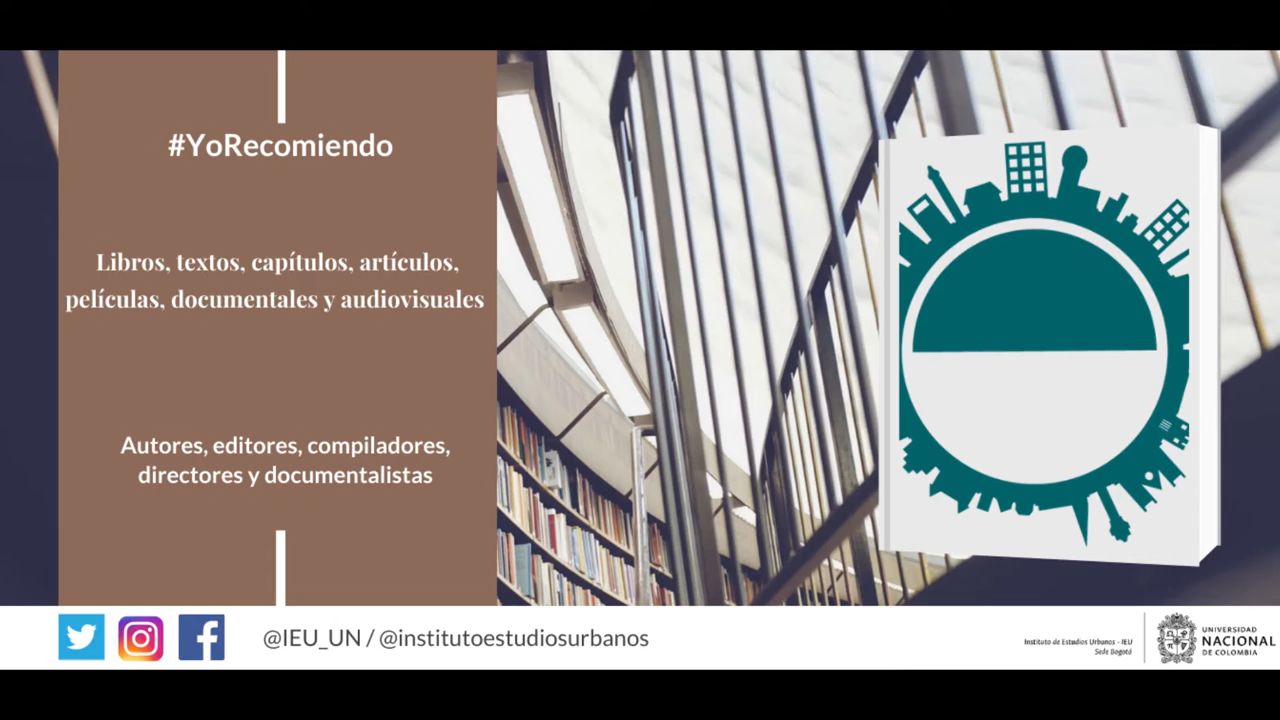 #YoRecomiendo
Libros, textos, capítulos, artículos,
películas, documentales y audiovisuales
Autores, editores, compiladores,
directores y documentalistas
@IEU_UN / @institutoestudiosurbanos
Instituto de Estudios Urbanos - IEU
Sede Bogotá
UNIVERSIDAD
NACIONAL
DE COLOMBIA